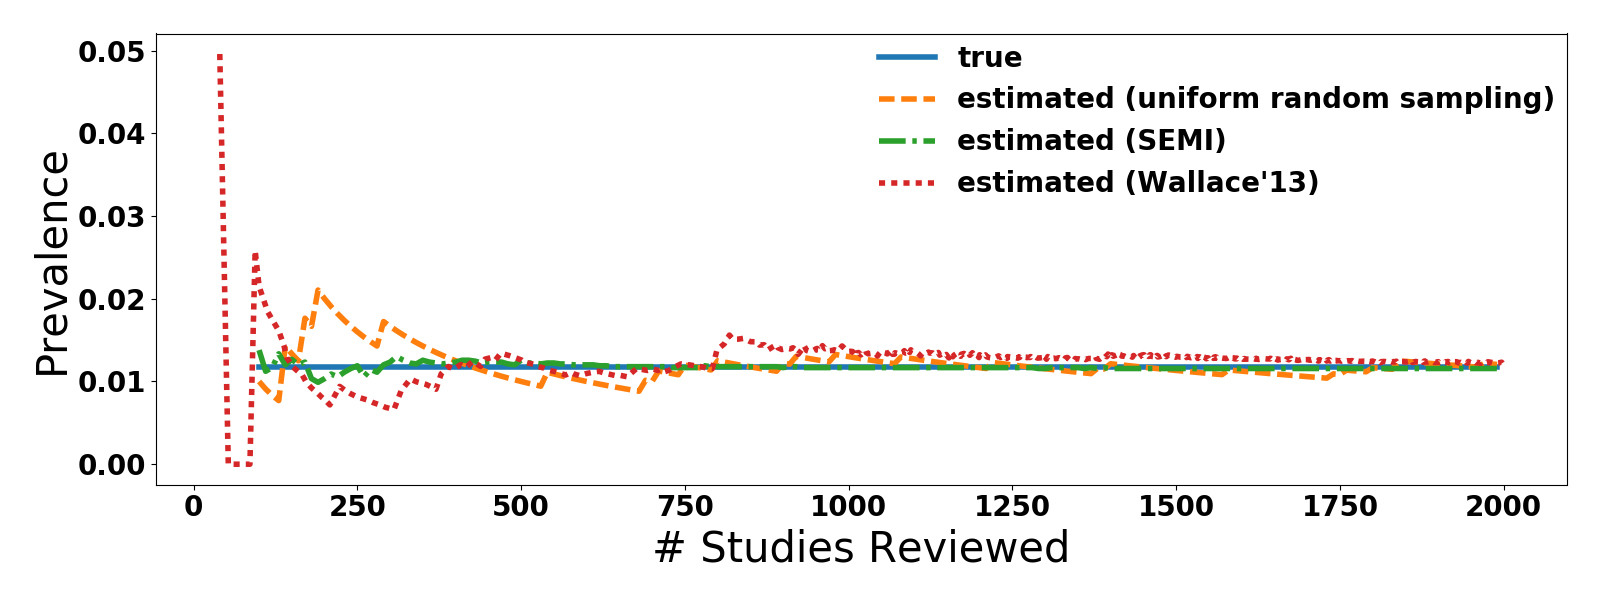 0.05
0.04
0.03
0.02
0.01
0.00
Prevalence
true
estimated (uniform random sampling)
estimated (SEMI)
estimated (Wallace'13)
0 250 500 750 1000 1250 1500 1750 2000
# Studies Reviewed